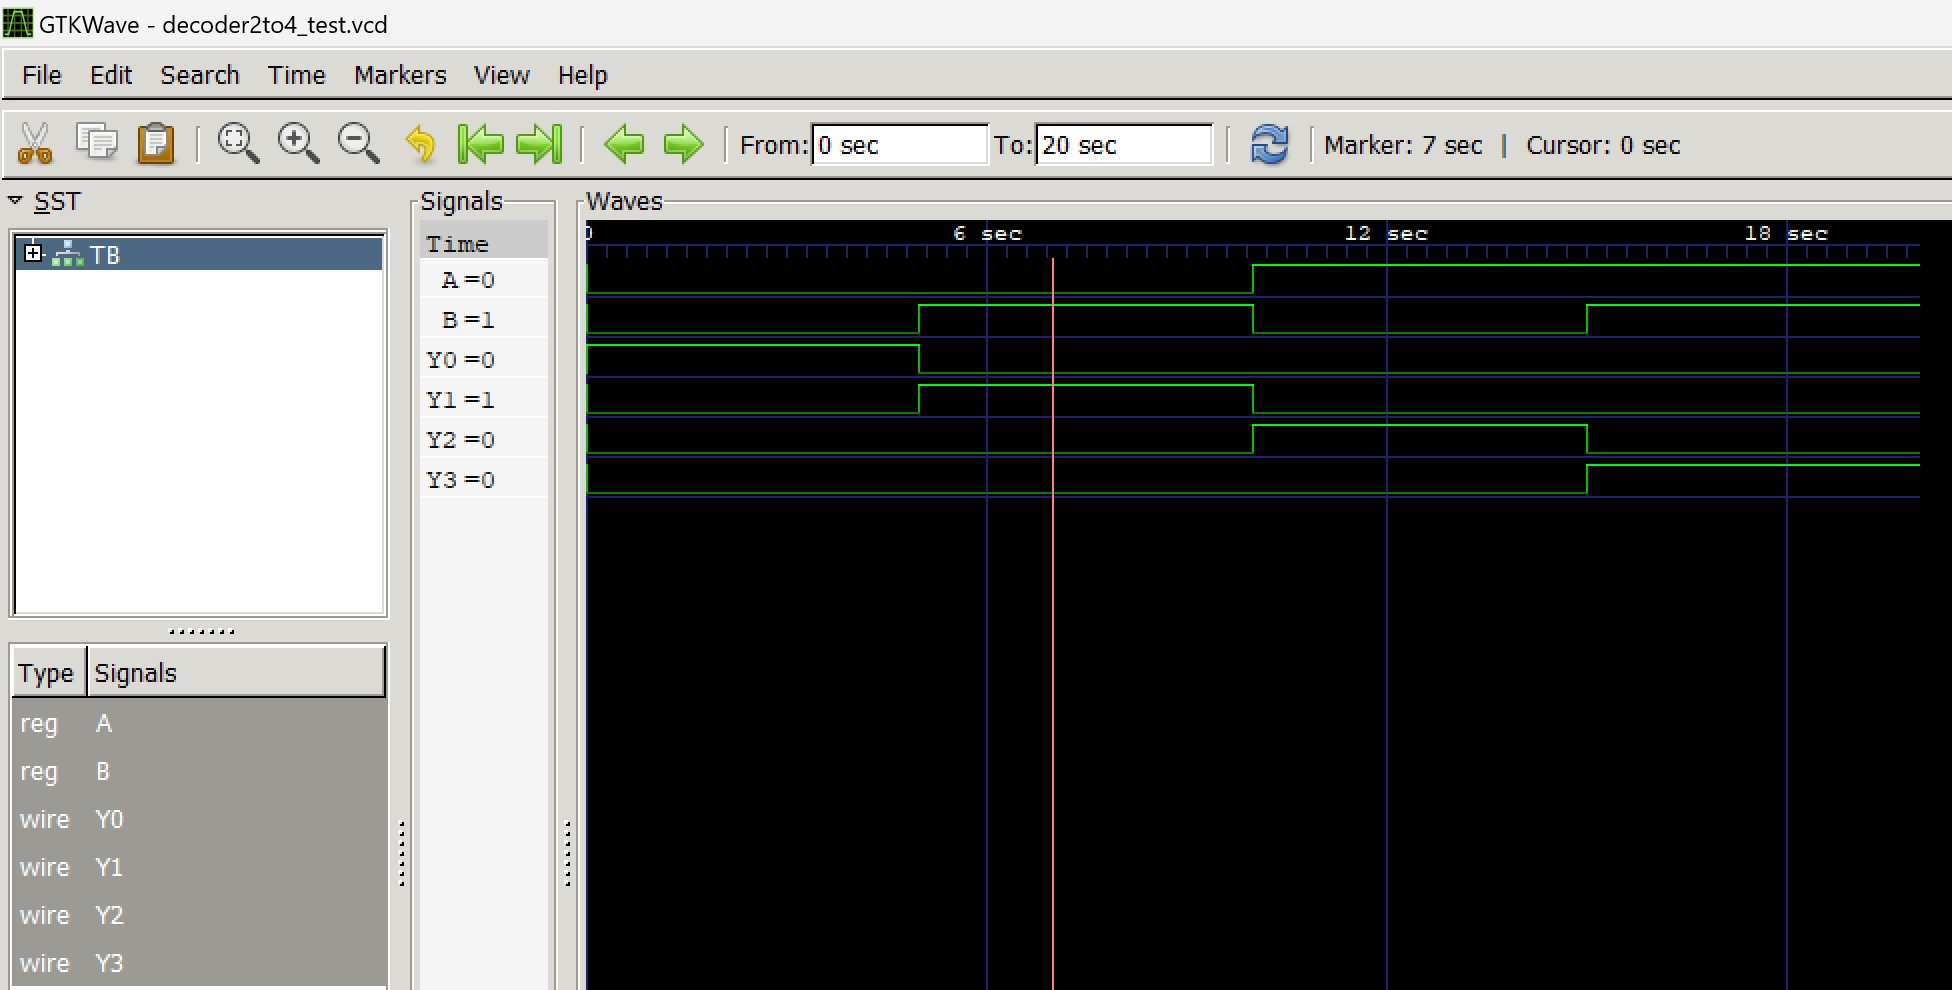 GTKWave - decoder2to4_test.vcd
File Edit Search Time Markers View Help
From: 0 sec To: 20 sec Marker: 7 sec | Cursor: 0 sec
SST
TB
Type Signals
reg A
reg B
wire Y0
wire Y1
wire Y2
wire Y3
Signals
Time
A =0
B =1
Y0 =0
Y1 =1
Y2 =0
Y3 =0
Waves
0 6 sec 12 sec 18 sec